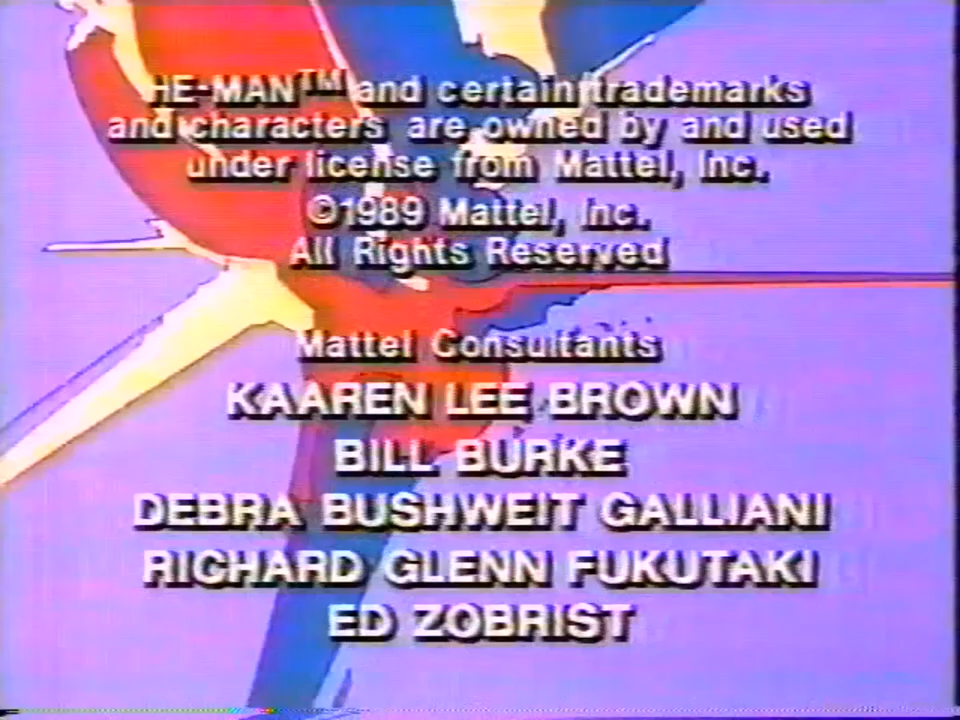 HE-MAN™ and certain trademarks
and characters are owned by and used
under license from Mattel, Inc.
©1989 Mattel, Inc.
All Rights Reserved
Mattel Consultants
KAAREN LEE BROWN
BILL BURKE
DEBRA BUSHWEIT GALLIANI
RICHARD GLENN FUKUTAKI
ED ZOBRIST